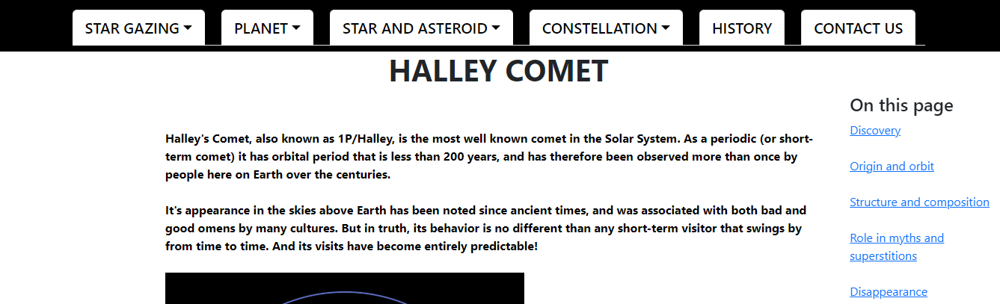 STAR GAZING
PLANET
STAR AND ASTEROID
CONSTELLATION
HISTORY
CONTACT US
HALLEY COMET
Halley's Comet, also known as 1P/Halley, is the most well known comet in the Solar System. As a periodic (or short-
term comet) it has orbital period that is less than 200 years, and has therefore been observed more than once by
people here on Earth over the centuries.
It's appearance in the skies above Earth has been noted since ancient times, and was associated with both bad and
good omens by many cultures. But in truth, its behavior is no different than any short-term visitor that swings by
from time to time. And its visits have become entirely predictable!
On this page
Discovery
Origin and orbit
Structure and composition
Role in myths and
superstitions
Disappearance